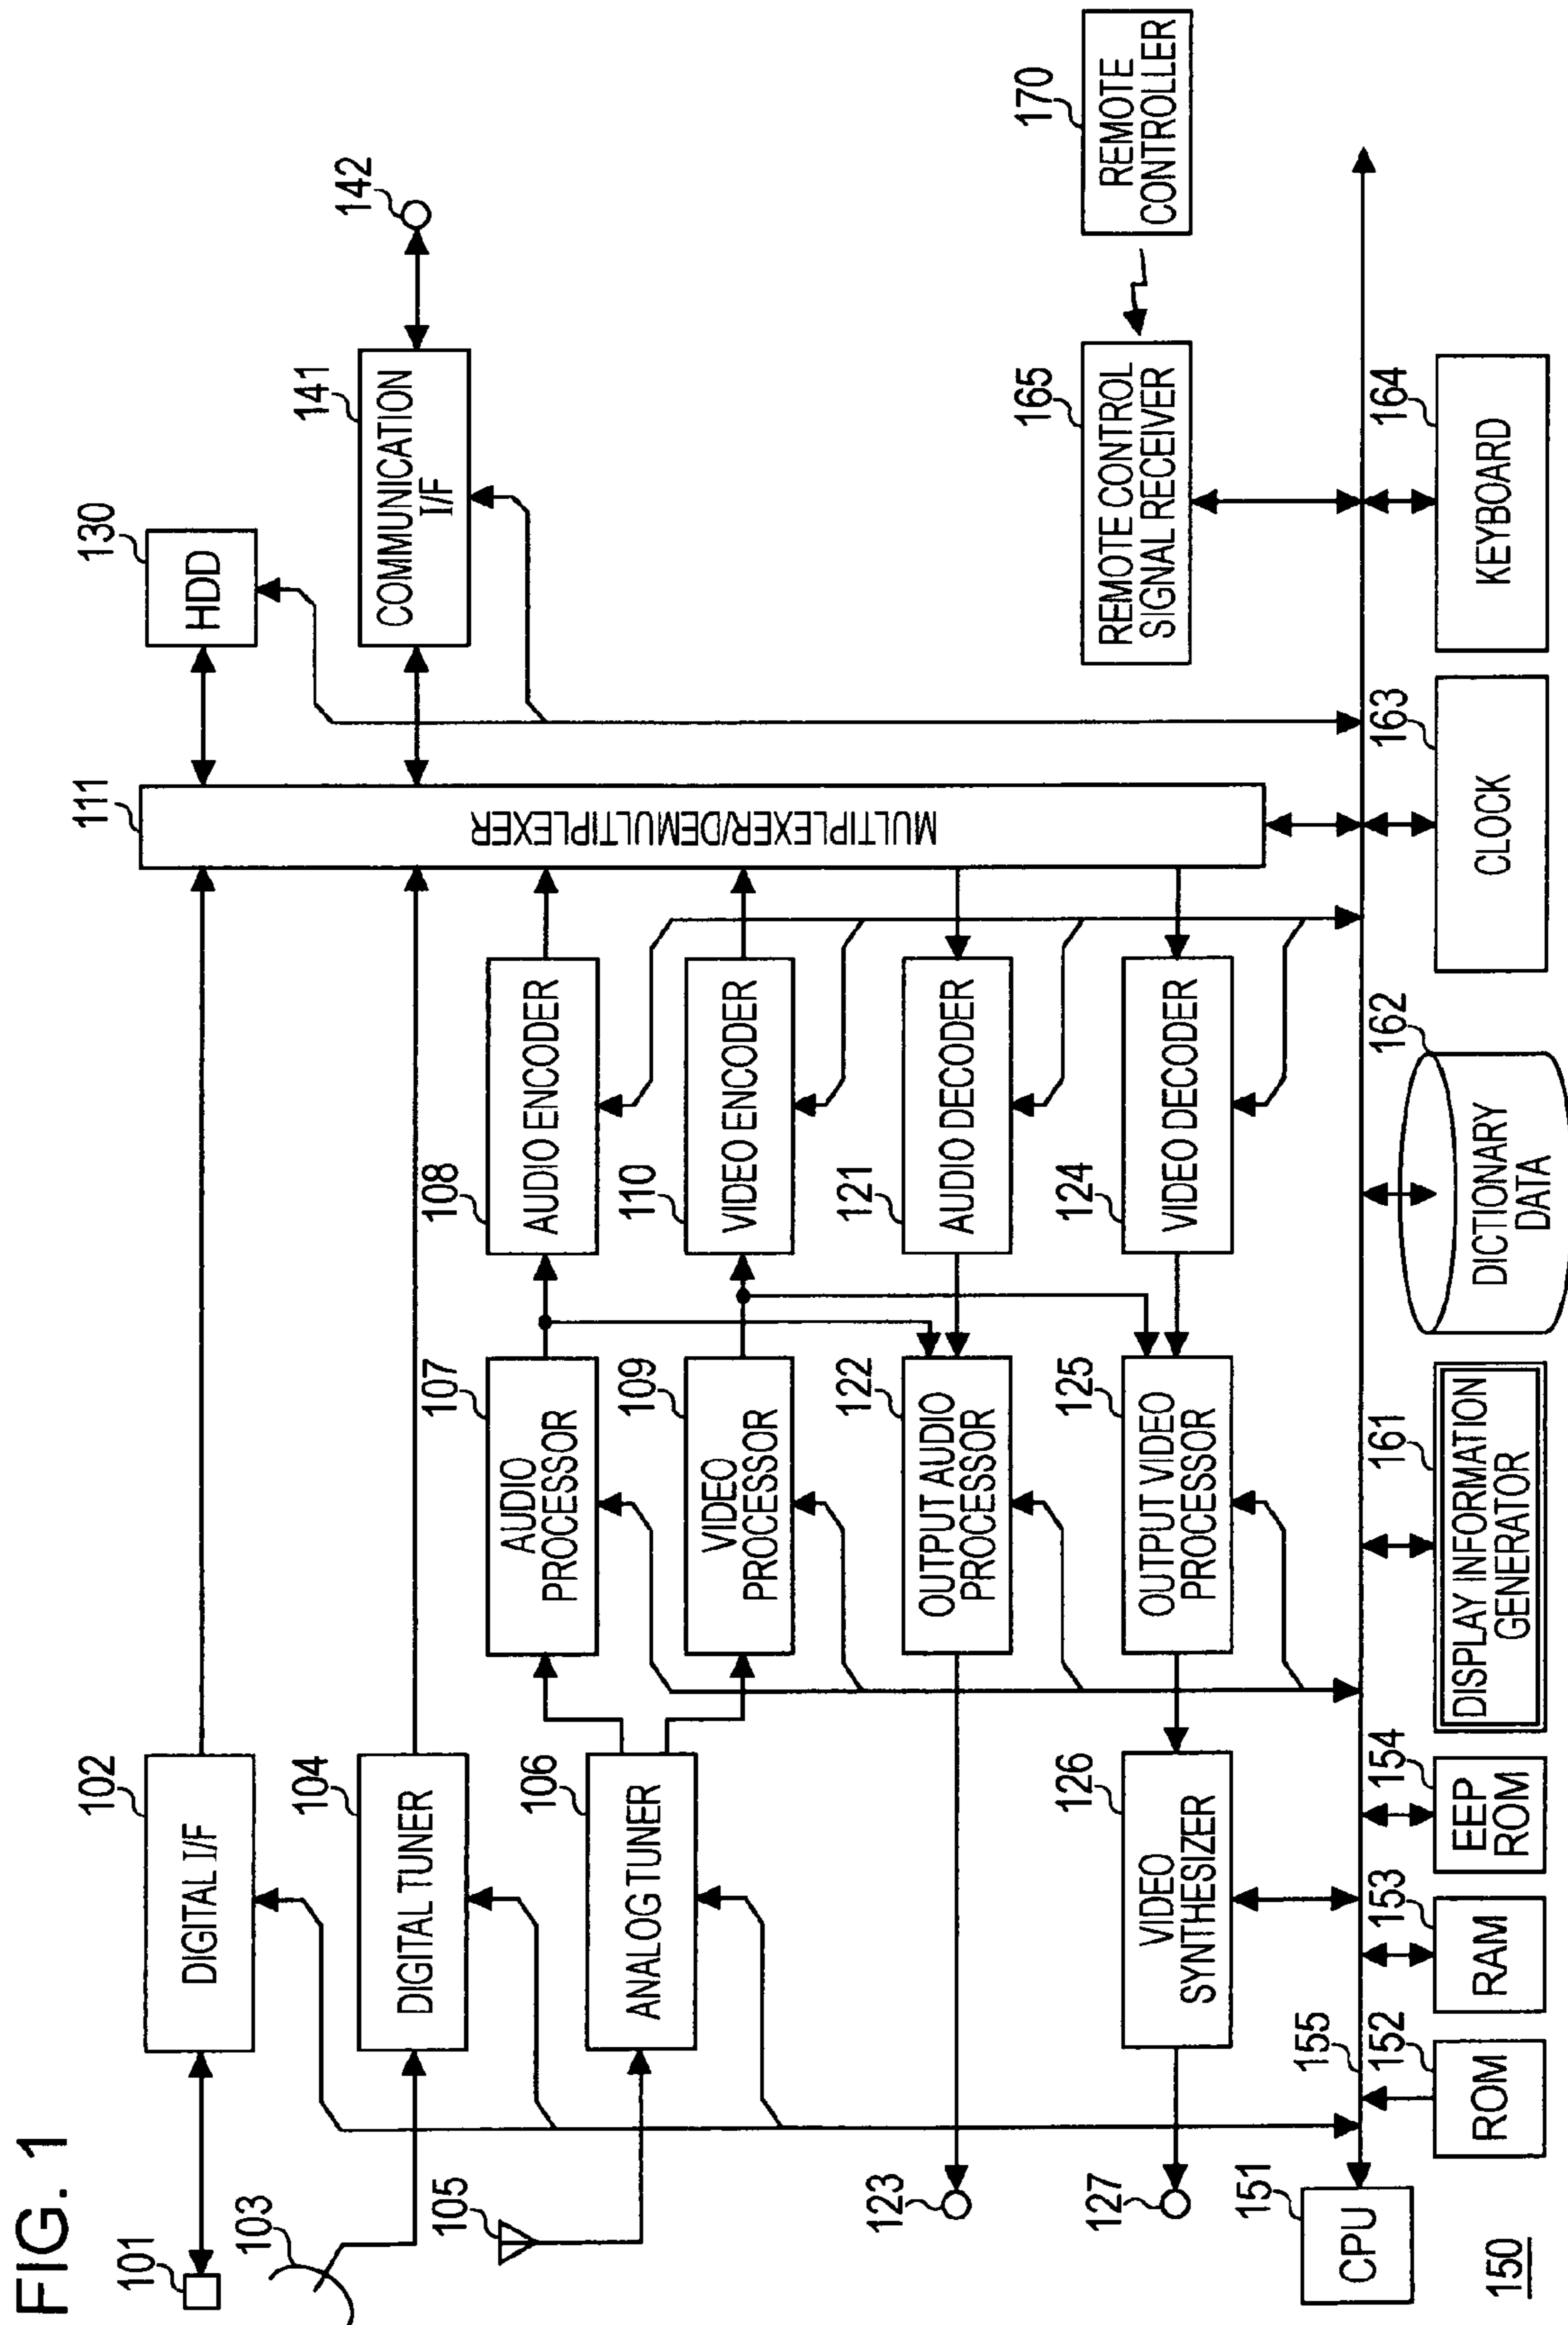 FIG. 1
101
102
DIGITAL I/F
103
104
DIGITAL TUNER
105
106
ANALOG TUNER
107
AUDIO
PROCESSOR
108
AUDIO ENCODER
109
VIDEO
PROCESSOR
110
VIDEO ENCODER
111
MULTIPLEXER/DEMULTIPLEXER
130
HDD
141
COMMUNICATION
I/F
142
121
AUDIO DECODER
122
OUTPUT AUDIO
PROCESSOR
123
124
VIDEO DECODER
125
OUTPUT VIDEO
PROCESSOR
126
VIDEO
SYNTHESIZER
127
165
REMOTE CONTROL
SIGNAL RECEIVER
170
REMOTE
CONTROLLER
150
151
CPU
155
152
ROM
153
RAM
154
EEP
ROM
161
DISPLAY INFORMATION
GENERATOR
162
DICTIONARY
DATA
163
CLOCK
164
KEYBOARD